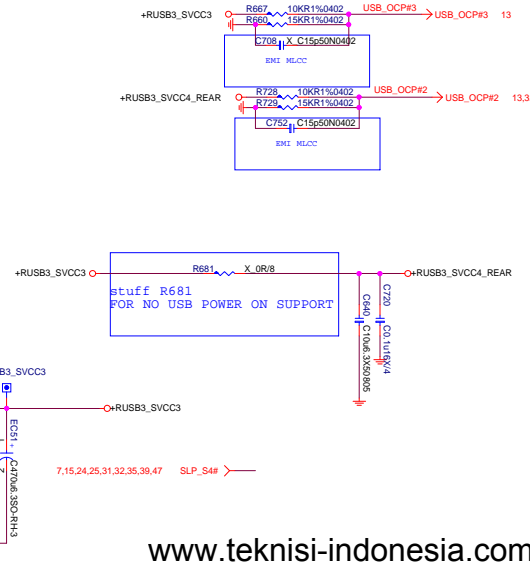 +RUSB3_SVCC3
R667 10KR1%0402
USB_OCP#3
USB_OCP#3 13
R660 15KR1%0402
C708 X_C15p50N0402
EMI MLCC
+RUSB3_SVCC4_REAR
R728 10KR1%0402
USB_OCP#2
USB_OCP#2 13,3
R729 15KR1%0402
C752 C15p50N0402
EMI MLCC
+RUSB3_SVCC3
R681 X_0R/8
+RUSB3_SVCC4_REAR
stuff R681
FOR NO USB POWER ON SUPPORT
C640
C10u6.3X50805
C720
C0.1u16X/4
B3_SVCC3
+RUSB3_SVCC3
EC51
+
C470u6.3SO-RH-3
2
7,15,24,25,31,32,35,39,47 SLP_S4#
www.teknisi-indonesia.com